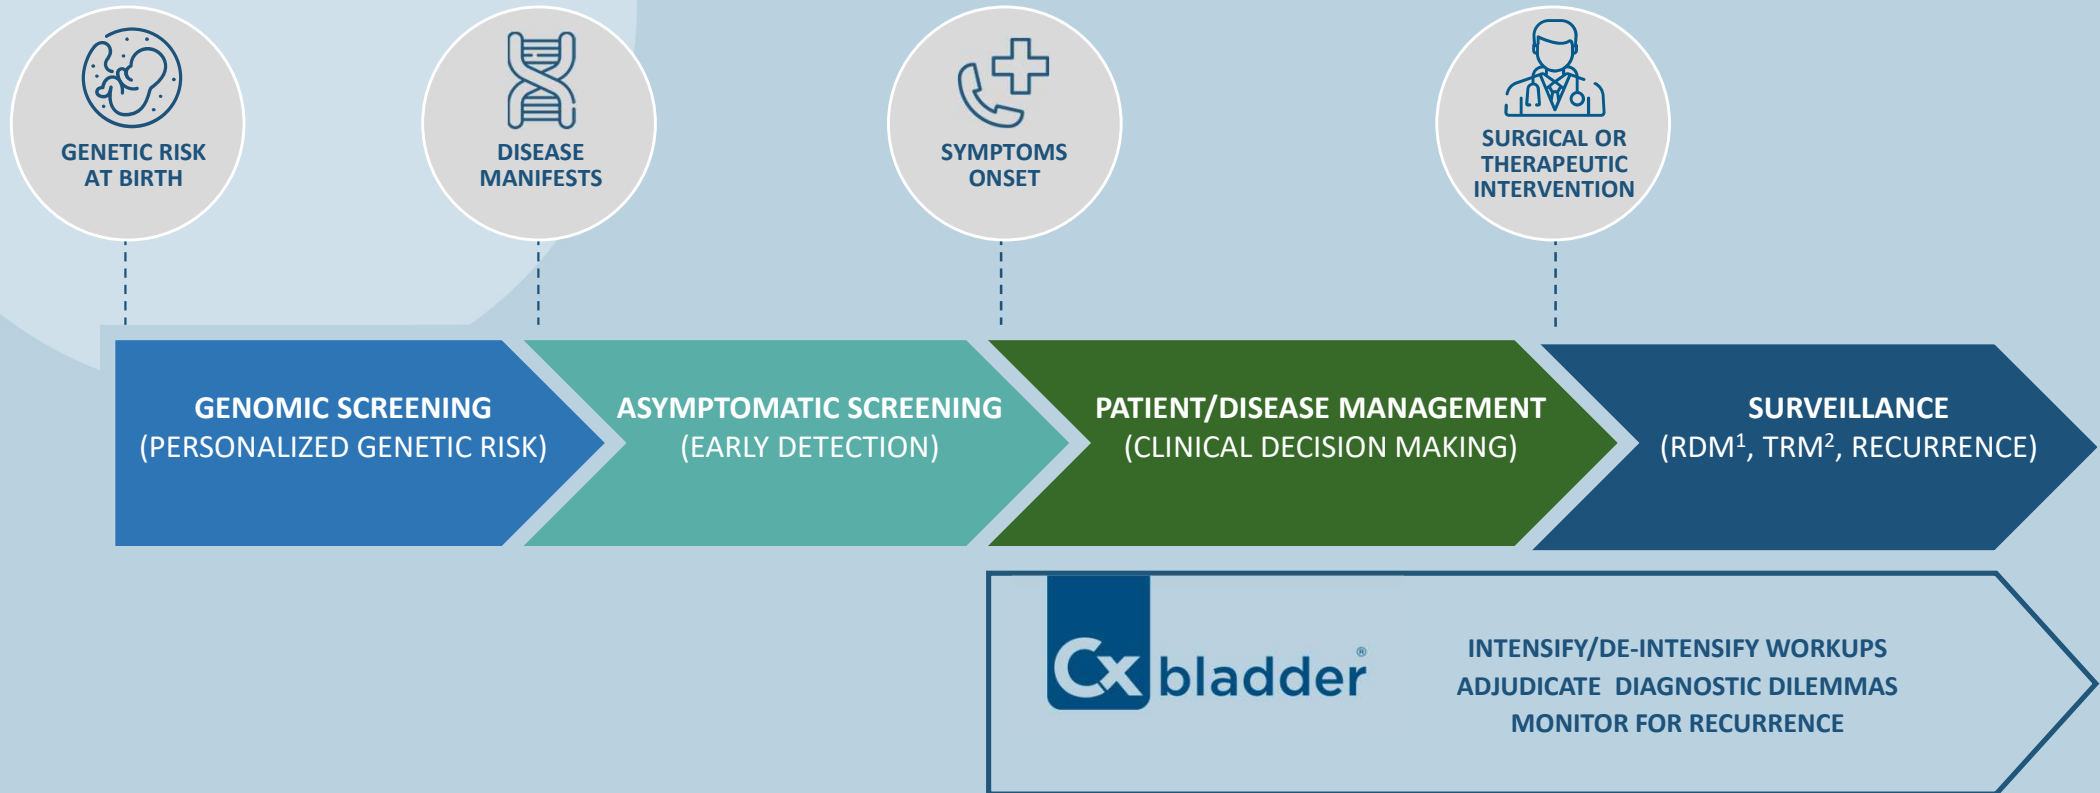 GENETIC RISK
AT BIRTH
DISEASE
MANIFESTS
SYMPTOMS
ONSET
SURGICAL OR
THERAPEUTIC
INTERVENTION
GENOMIC SCREENING
(PERSONALIZED GENETIC RISK)
ASYMPTOMATIC SCREENING
(EARLY DETECTION)
PATIENT/DISEASE MANAGEMENT
(CLINICAL DECISION MAKING)
SURVEILLANCE
(RDM¹, TRM², RECURRENCE)
Cx bladder®
INTENSIFY/DE-INTENSIFY WORKUPS
ADJUDICATE DIAGNOSTIC DILEMMAS
MONITOR FOR RECURRENCE